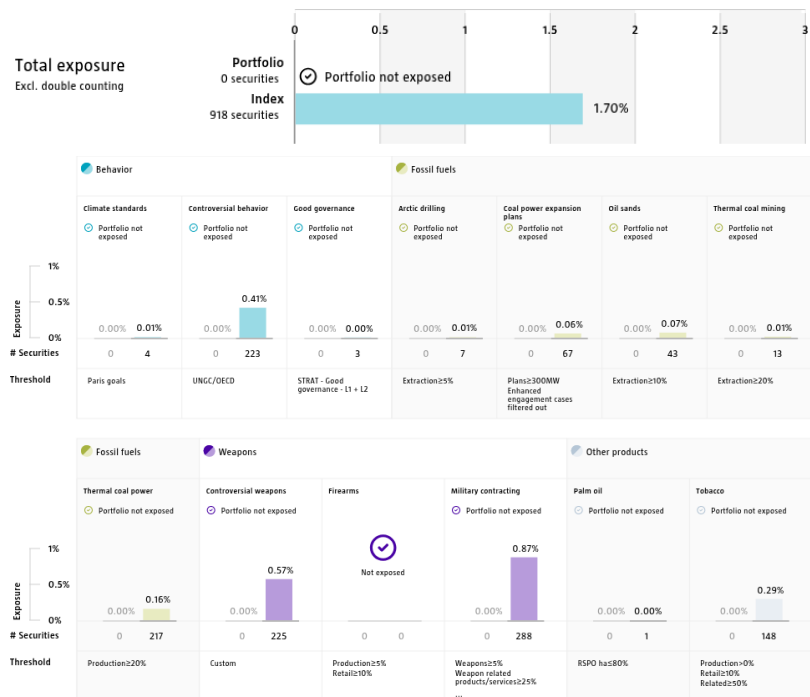 0 0.5 1 1.5 2 2.5 3
Total exposure
Excl. double counting
Portfolio
0 securities
Portfolio not exposed
Index
918 securities
1.70%
Behavior
Fossil fuels
Climate standards
Controversial behavior
Good governance
Arctic drilling
Coal power expansion
plans
Oil sands
Thermal coal mining
Portfolio not
exposed
Portfolio not
exposed
Portfolio not
exposed
Portfolio not
exposed
Portfolio not
exposed
Portfolio not
exposed
Portfolio not
exposed
Exposure
1%
0.5%
0%
0.00% 0.01%
0.00% 0.41%
0.00% 0.00%
0.00% 0.01%
0.00% 0.06%
0.00% 0.07%
0.00% 0.01%
# Securities 0 4 0 223 0 3 0 7 0 67 0 43 0 13
Threshold
Paris goals
UNGC/OECD
STRAT - Good
governance - L1 + L2
Extraction≥5%
Plans≥300MW
Enhanced
engagement cases
filtered out
Extraction≥10%
Extraction≥20%
Fossil fuels
Weapons
Other products
Thermal coal power
Controversial weapons
Firearms
Military contracting
Palm oil
Tobacco
Portfolio not exposed
Portfolio not exposed
Not exposed
Portfolio not exposed
Portfolio not exposed
Portfolio not exposed
Exposure
1%
0.5%
0%
0.00% 0.16%
0.00% 0.57%
0.00% 0.87%
0.00% 0.00%
0.00% 0.29%
# Securities 0 217 0 225 0 0 0 288 0 1 0 148
Threshold
Production≥20%
Custom
Production≥5%
Retail≥10%
Weapons≥5%
Weapon related
products/services≥25%
RSPO ha≤80%
Production>0%
Retail≥10%
Related≥50%